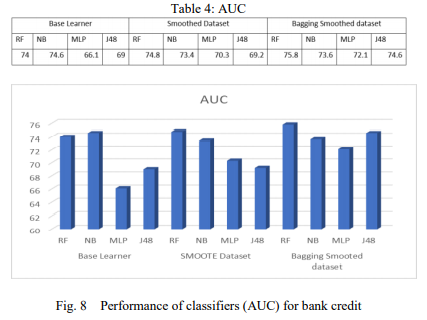 Table 4: AUC
Base Learner Smoothed Dataset Bagging Smoothed dataset
RF NB MLP J48 RF NB MLP J48 RF NB MLP J48
74 74.6 66.1 69 74.8 73.4 70.3 69.2 75.8 73.6 72.1 74.6
AUC
76
74
72
70
68
66
64
62
60
RF NB MLP J48 RF NB MLP J48 RF NB MLP J48
Base Learner SMOOTE Dataset Bagging Smooted
dataset
Fig. 8 Performance of classifiers (AUC) for bank credit